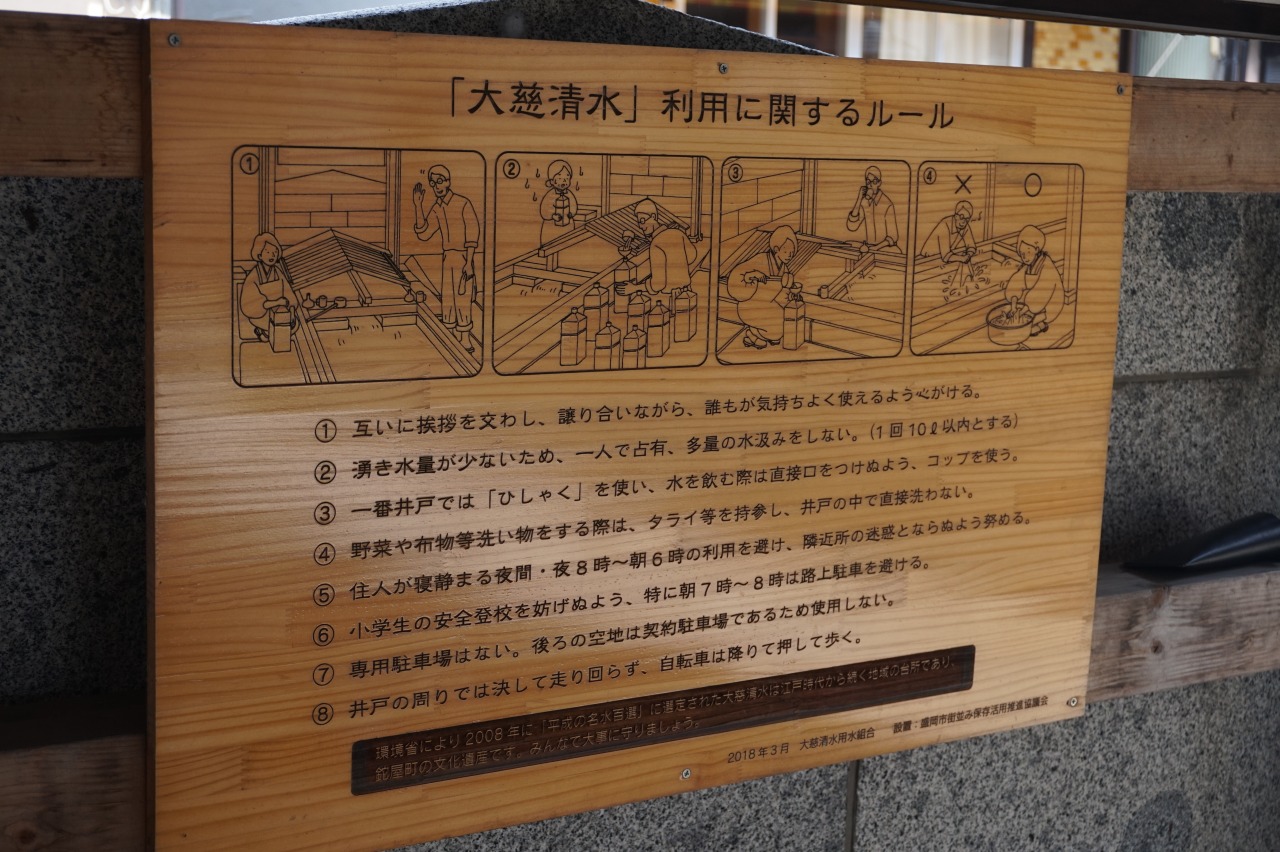 「大慈清水」利用に関するルール
①
②
③
④
× ○
① 互いに挨拶を交わし、譲り合いながら、誰もが気持ちよく使えるよう心がける。
② 湧き水量が少ないため、一人で占有、多量の水汲みをしない。(1回10ℓ以内とする)
③ 一番井戸では「ひしゃく」を使い、水を飲む際は直接口をつけぬよう、コップを使う。
④ 野菜や布物等洗い物をする際は、タライ等を持参し、井戸の中で直接洗わない。
⑤ 住人が寝静まる夜間・夜8時～朝6時の利用を避け、隣近所の迷惑とならぬよう努める。
⑥ 小学生の安全登校を妨げぬよう、特に朝7時～8時は路上駐車を避ける。
⑦ 専用駐車場はない。後ろの空地は契約駐車場であるため使用しない。
⑧ 井戸の周りでは決して走り回らず、自転車は降りて押して歩く。
環境省により2008年に「平成の名水百選」に選定された大慈清水は江戸時代から続く地域の台所であり、
鉈屋町の文化遺産です。みんなで大事に守りましょう。
2018年3月 大慈清水用水組合 設置：盛岡市街並み保存活用推進協議会